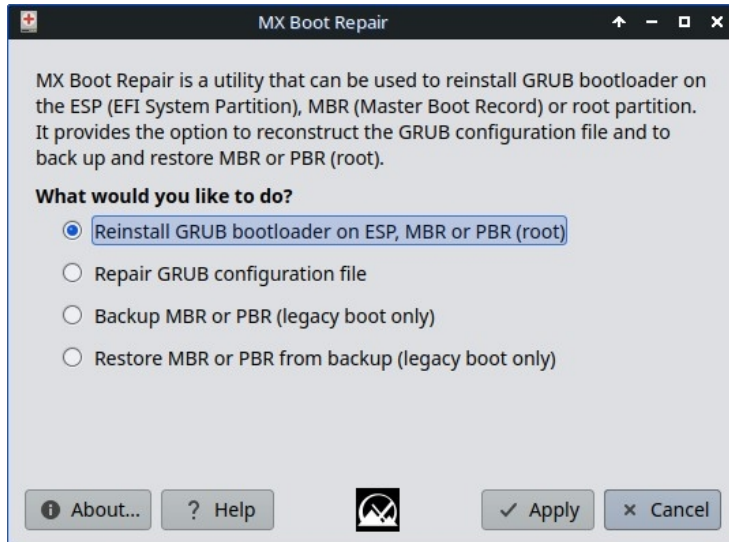 MX Boot Repair
MX Boot Repair is a utility that can be used to reinstall GRUB bootloader on
the ESP (EFI System Partition), MBR (Master Boot Record) or root partition.
It provides the option to reconstruct the GRUB configuration file and to
back up and restore MBR or PBR (root).
What would you like to do?
Reinstall GRUB bootloader on ESP, MBR or PBR (root)
Repair GRUB configuration file
Backup MBR or PBR (legacy boot only)
Restore MBR or PBR from backup (legacy boot only)
About... ? Help Apply Cancel